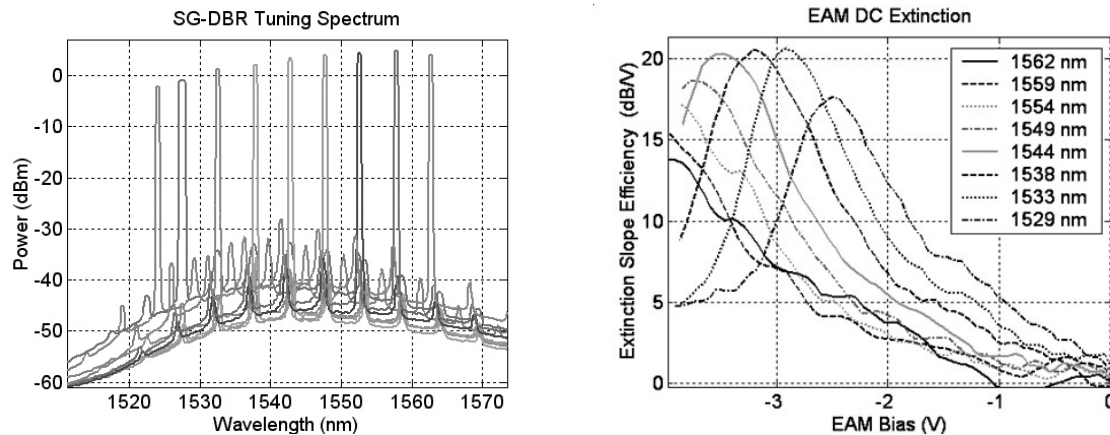 SG-DBR Tuning Spectrum
0
-10
-20
-30
-40
-50
-60
Power (dBm)
1520 1530 1540 1550 1560 1570
Wavelength (nm)
EAM DC Extinction
20
15
10
5
0
Extinction Slope Efficiency (dB/V)
1562 nm
1559 nm
1554 nm
1549 nm
1544 nm
1538 nm
1533 nm
1529 nm
-3 -2 -1 0
EAM Bias (V)